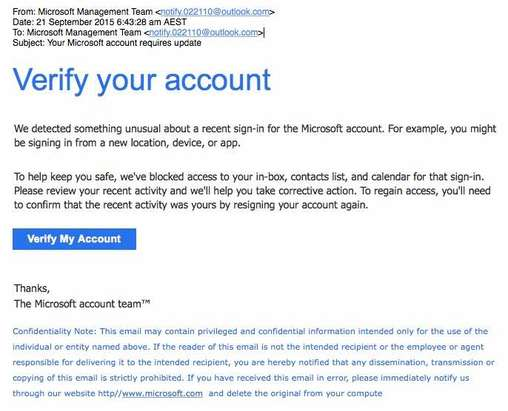 From: Microsoft Management Team <notify.022110@outlook.com>
Date: 21 September 2015 6:43:28 am AEST
To: Microsoft Management Team <notify.022110@outlook.com>
Subject: Your Microsoft account requires update
Verify your account
We detected something unusual about a recent sign-in for the Microsoft account. For example, you might
be signing in from a new location, device, or app.
To help keep you safe, we've blocked access to your in-box, contacts list, and calendar for that sign-in.
Please review your recent activity and we'll help you take corrective action. To regain access, you'll need
to confirm that the recent activity was yours by resigning your account again.
Verify My Account
Thanks,
The Microsoft account team™
Confidentiality Note: This email may contain privileged and confidential information intended only for the use of the
individual or entity named above. If the reader of this email is not the intended recipient or the employee or agent
responsible for delivering it to the intended recipient, you are hereby notified that any dissemination, transmission or
copying of this email is strictly prohibited. If you have received this email in error, please immediately notify us
through our website http//www.microsoft.com and delete the original from your compute